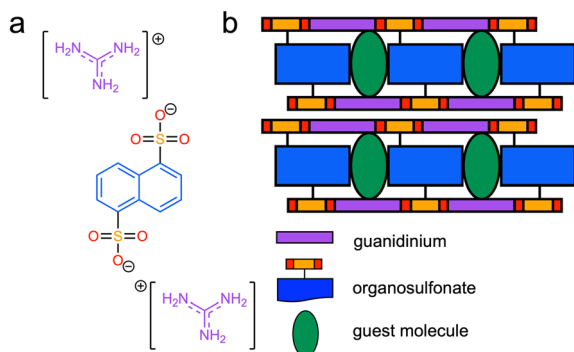 a
b
H₂N
NH₂
NH₂
⊕
O⊖
O=S=O
O=S=O
O⊖
⊕
H₂N
NH₂
NH₂
guanidinium
organosulfonate
guest molecule